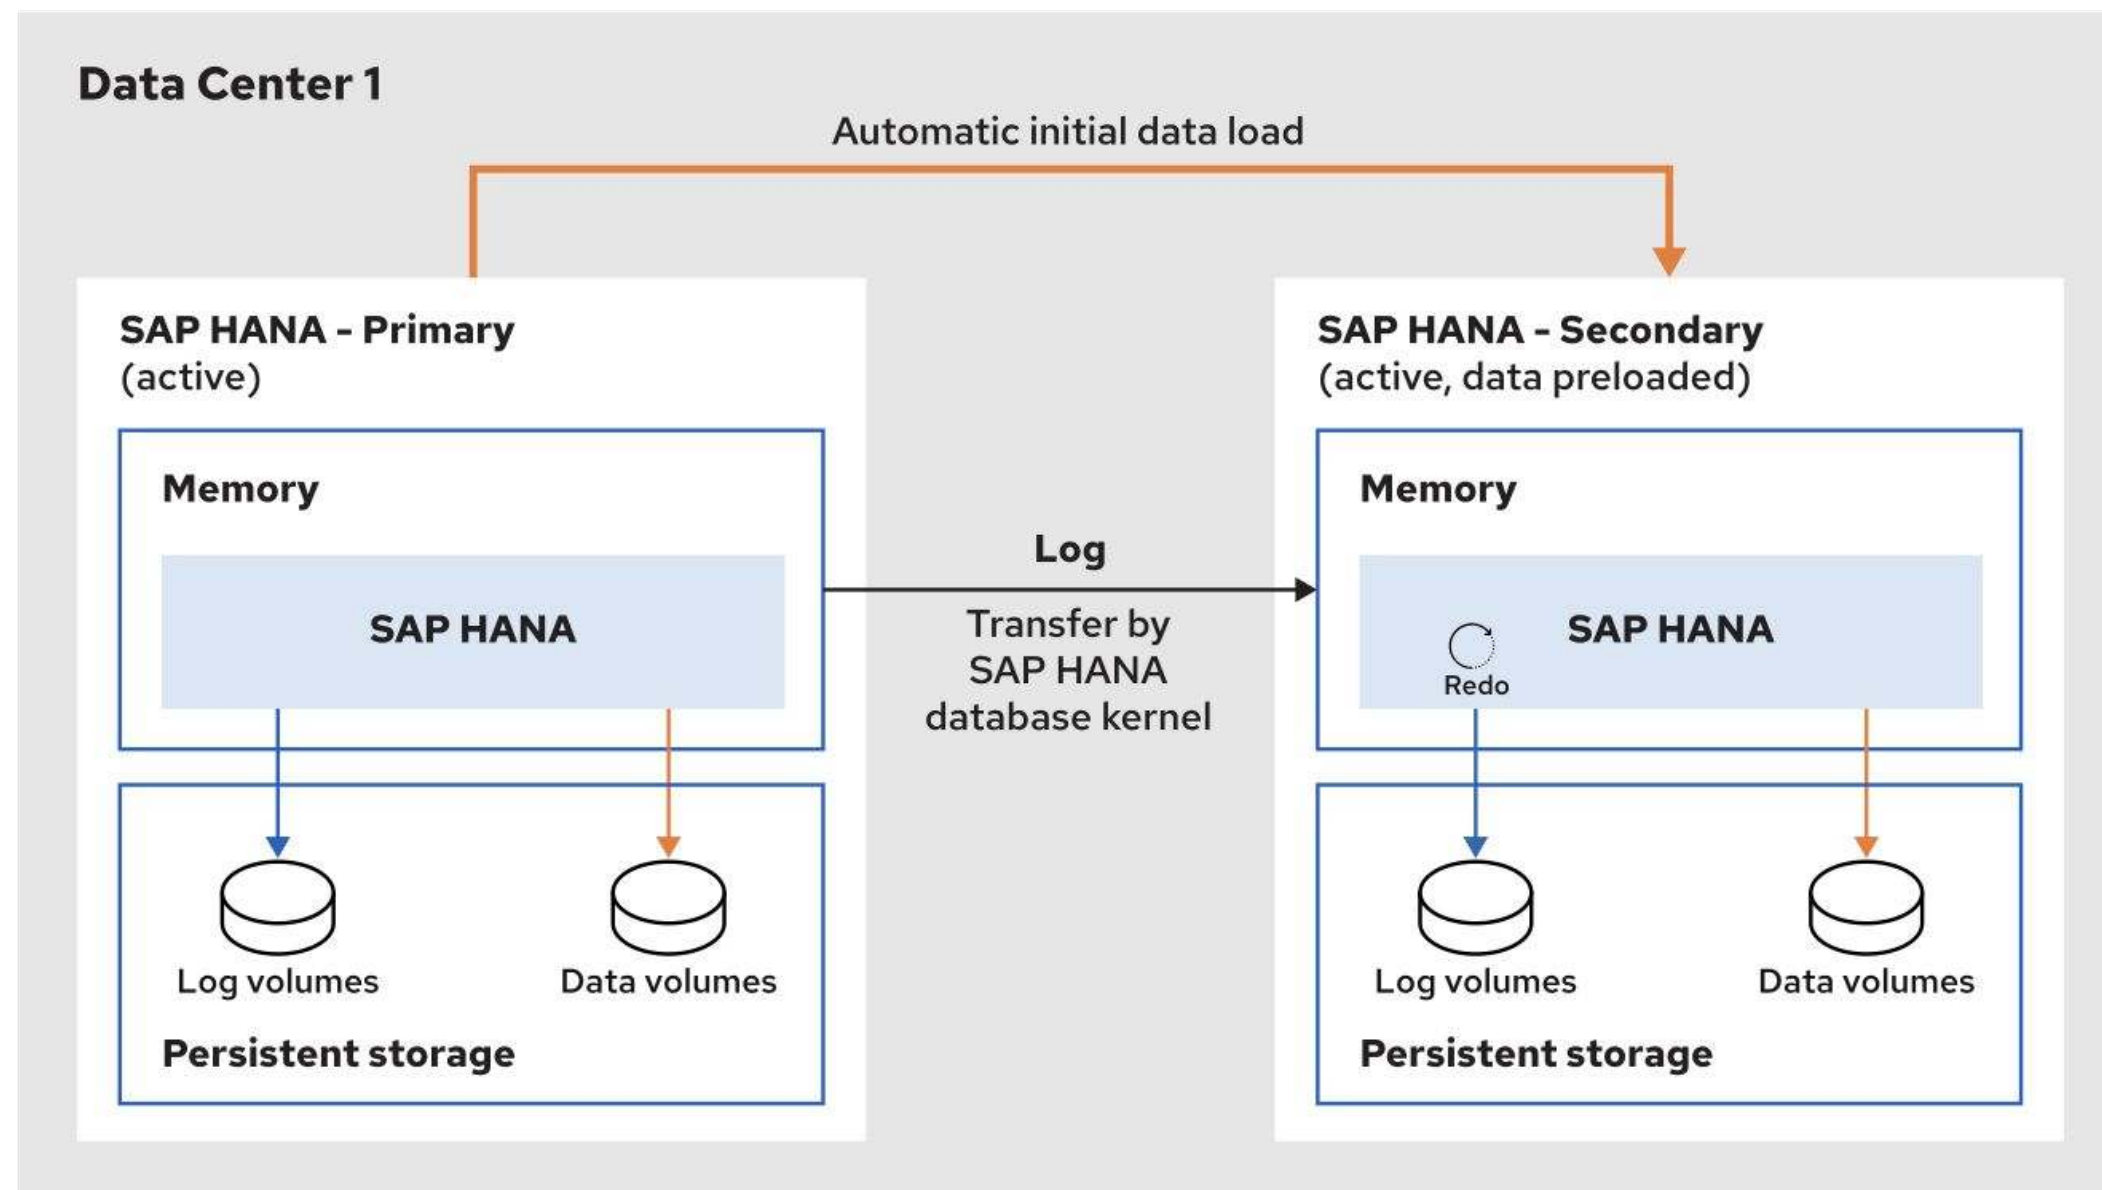 Data Center 1
Automatic initial data load
SAP HANA - Primary
(active)
Memory
SAP HANA
Log volumes
Data volumes
Persistent storage
Log
Transfer by
SAP HANA
database kernel
SAP HANA - Secondary
(active, data preloaded)
Memory
SAP HANA
Redo
Log volumes
Data volumes
Persistent storage